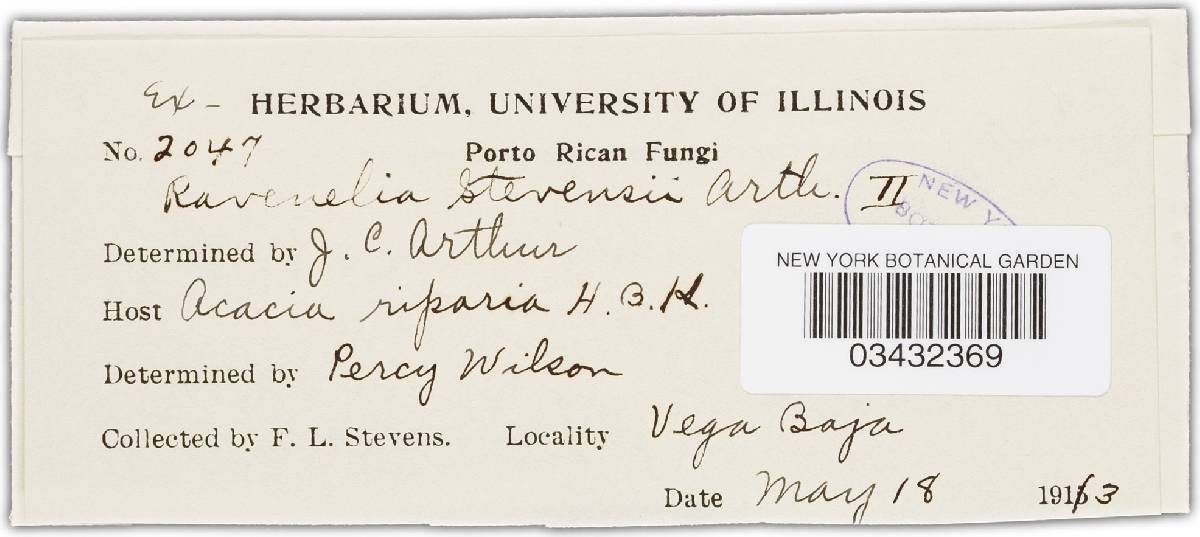 Ex - HERBARIUM, UNIVERSITY OF ILLINOIS
No. 2047 Porto Rican Fungi
Ravenelia Stevensii Arth. II
NEW Y
Determined by J. C. Arthur
NEW YORK BOTANICAL GARDEN
Host Acacia riparia H. B. K.
03432369
Determined by Percy Wilson
Collected by F. L. Stevens. Locality Vega Baja
Date May 18 1913